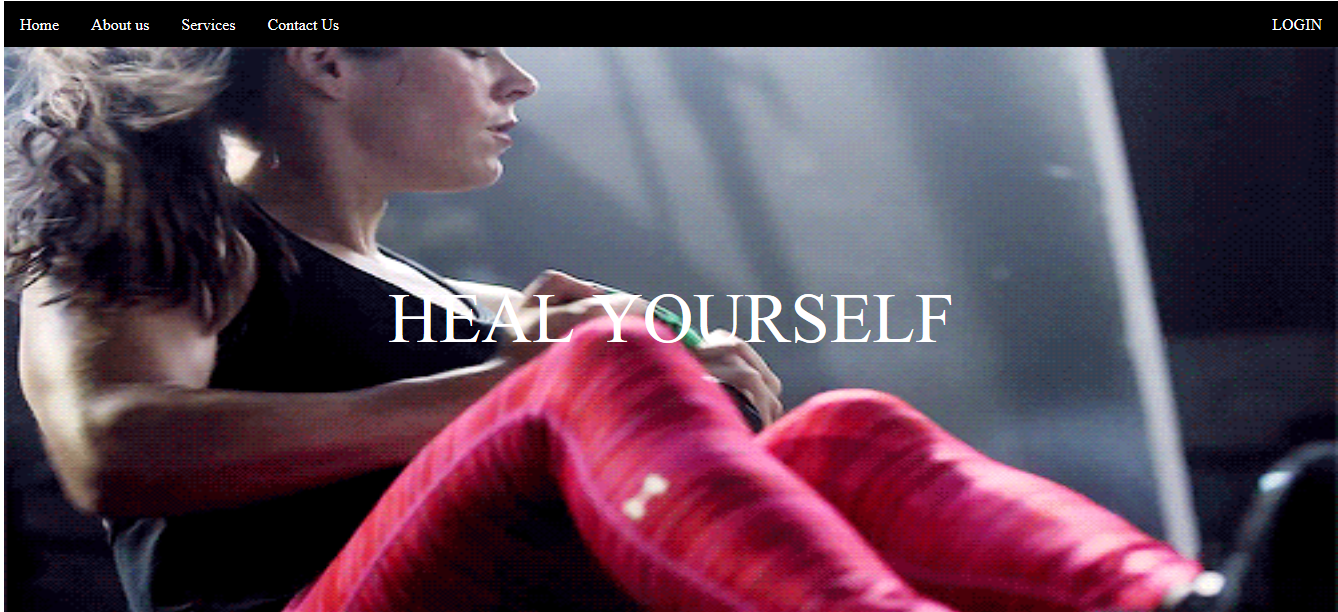 Home About us Services Contact Us LOGIN
HEAL YOURSELF